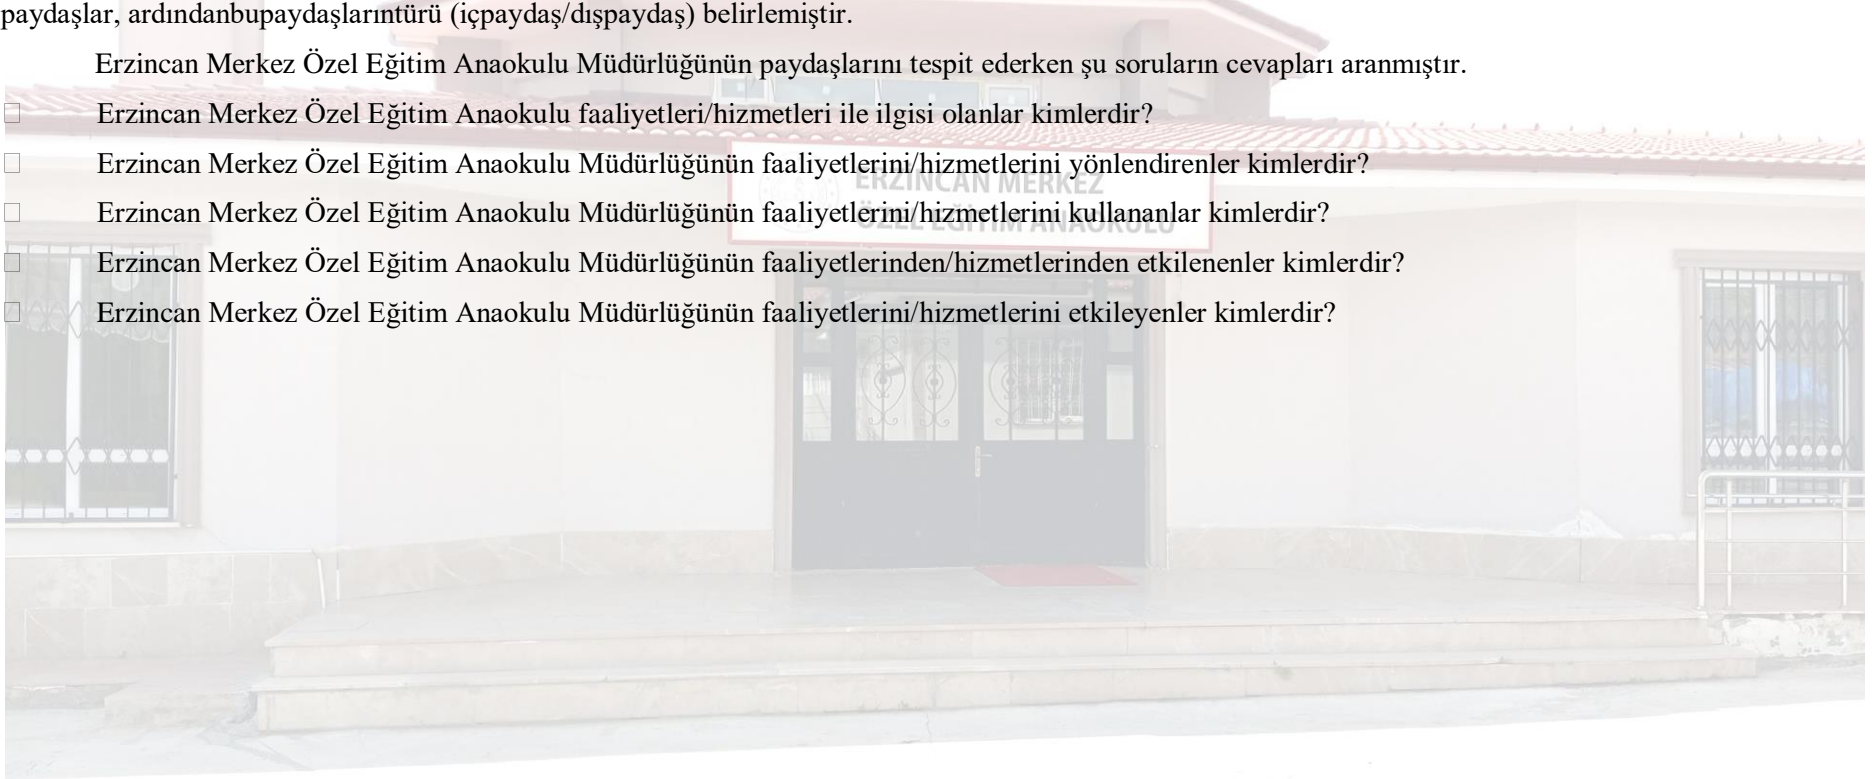 paydaşlar, ardındanbupaydaşlarıntürü (içpaydaş/dışpaydaş) belirlemiştir.
Erzincan Merkez Özel Eğitim Anaokulu Müdürlüğünün paydaşlarını tespit ederken şu soruların cevapları aranmıştır.
Erzincan Merkez Özel Eğitim Anaokulu faaliyetleri/hizmetleri ile ilgisi olanlar kimlerdir?
Erzincan Merkez Özel Eğitim Anaokulu Müdürlüğünün faaliyetlerini/hizmetlerini yönlendirenler kimlerdir?
ERZİNCAN MERKEZ
Erzincan Merkez Özel Eğitim Anaokulu Müdürlüğünün faaliyetlerini/hizmetlerini kullananlar kimlerdir?
ÖZEL EĞİTİM ANAOKULU
Erzincan Merkez Özel Eğitim Anaokulu Müdürlüğünün faaliyetlerinden/hizmetlerinden etkilenenler kimlerdir?
Erzincan Merkez Özel Eğitim Anaokulu Müdürlüğünün faaliyetlerini/hizmetlerini etkileyenler kimlerdir?